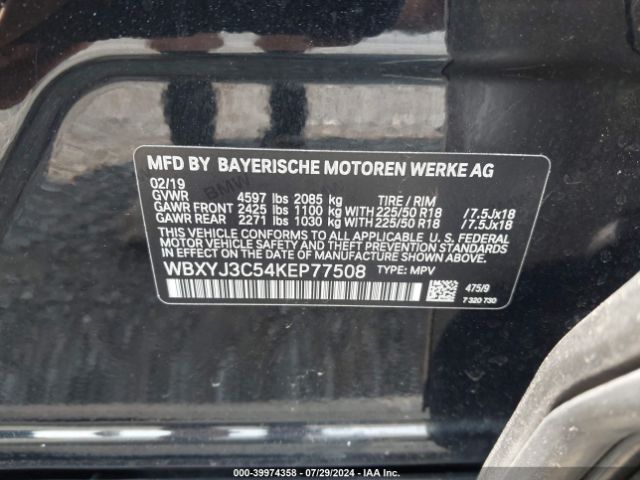 MFD BY BAYERISCHE MOTOREN WERKE AG
02/19
GVWR 4597 lbs 2085 kg TIRE / RIM
GAWR FRONT 2425 lbs 1100 kg WITH 225/50 R18 /7.5Jx18
GAWR REAR 2271 lbs 1030 kg WITH 225/50 R18 /7.5Jx18
THIS VEHICLE CONFORMS TO ALL APPLICABLE U. S. FEDERAL
MOTOR VEHICLE SAFETY AND THEFT PREVENTION STANDARDS
IN EFFECT ON THE DATE OF MANUFACTURE SHOWN ABOVE.
WBXYJ3C54KEP77508 TYPE: MPV
475/9
7 320 730
000-39974358 | 07/29/2024 | IAA Inc.